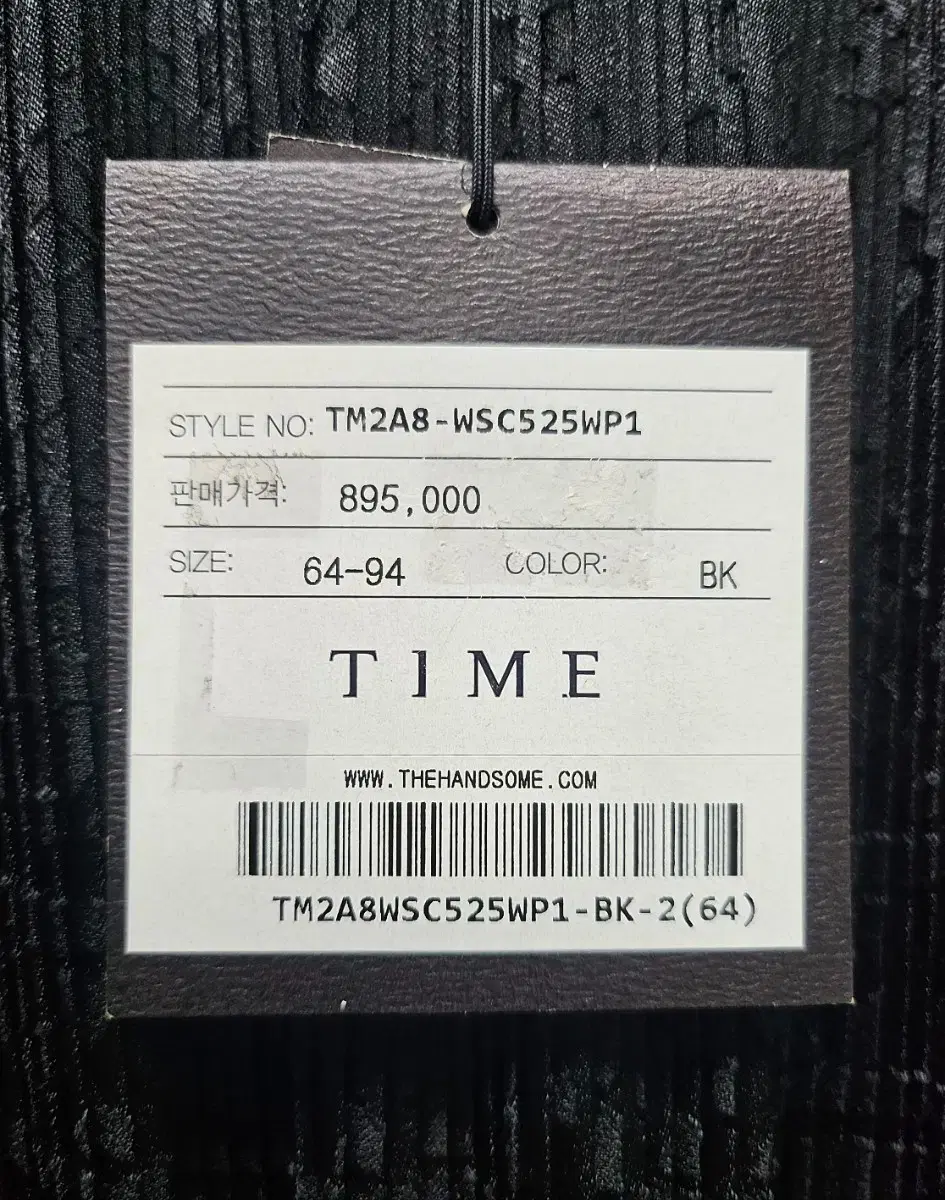 STYLE NO: TM2A8-WSC525WP1
판매가격: 895,000
SIZE: 64-94 COLOR: BK
TIME
WWW.THEHANDSOME.COM
TM2A8WSC525WP1-BK-2(64)